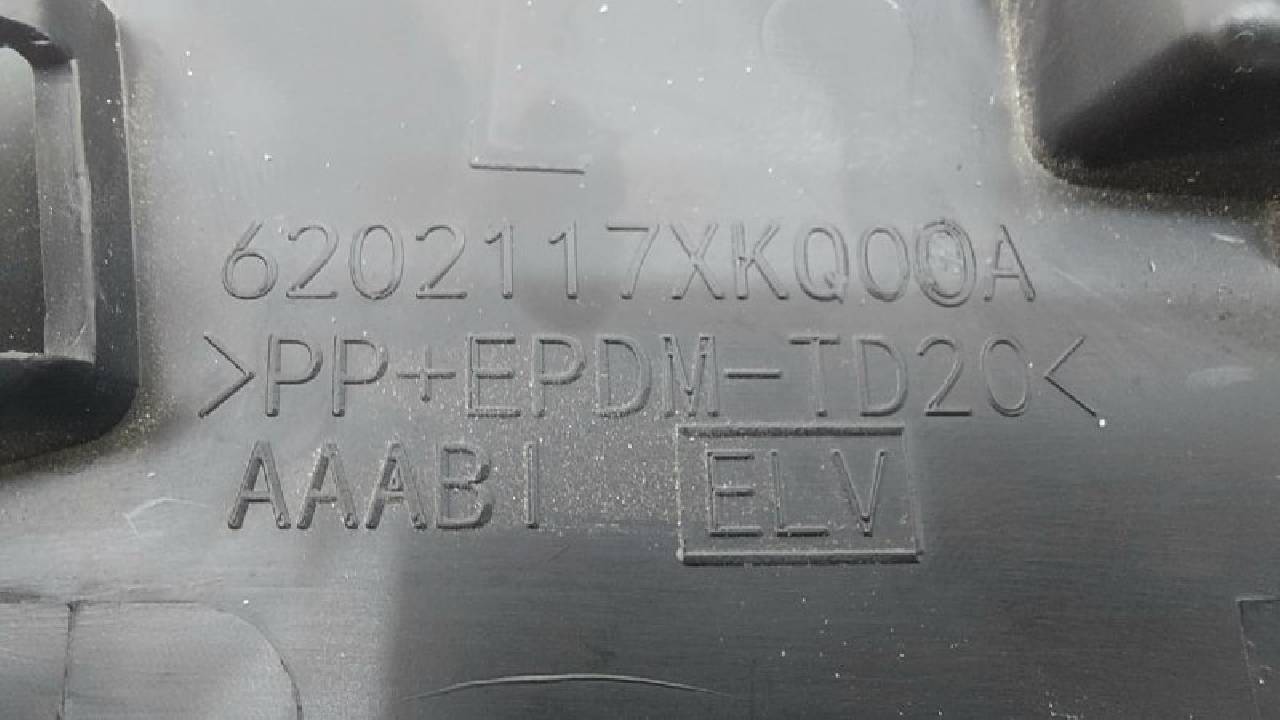 6202117XKQ00A
>PP+EPDM-TD20<
AAABI ELV